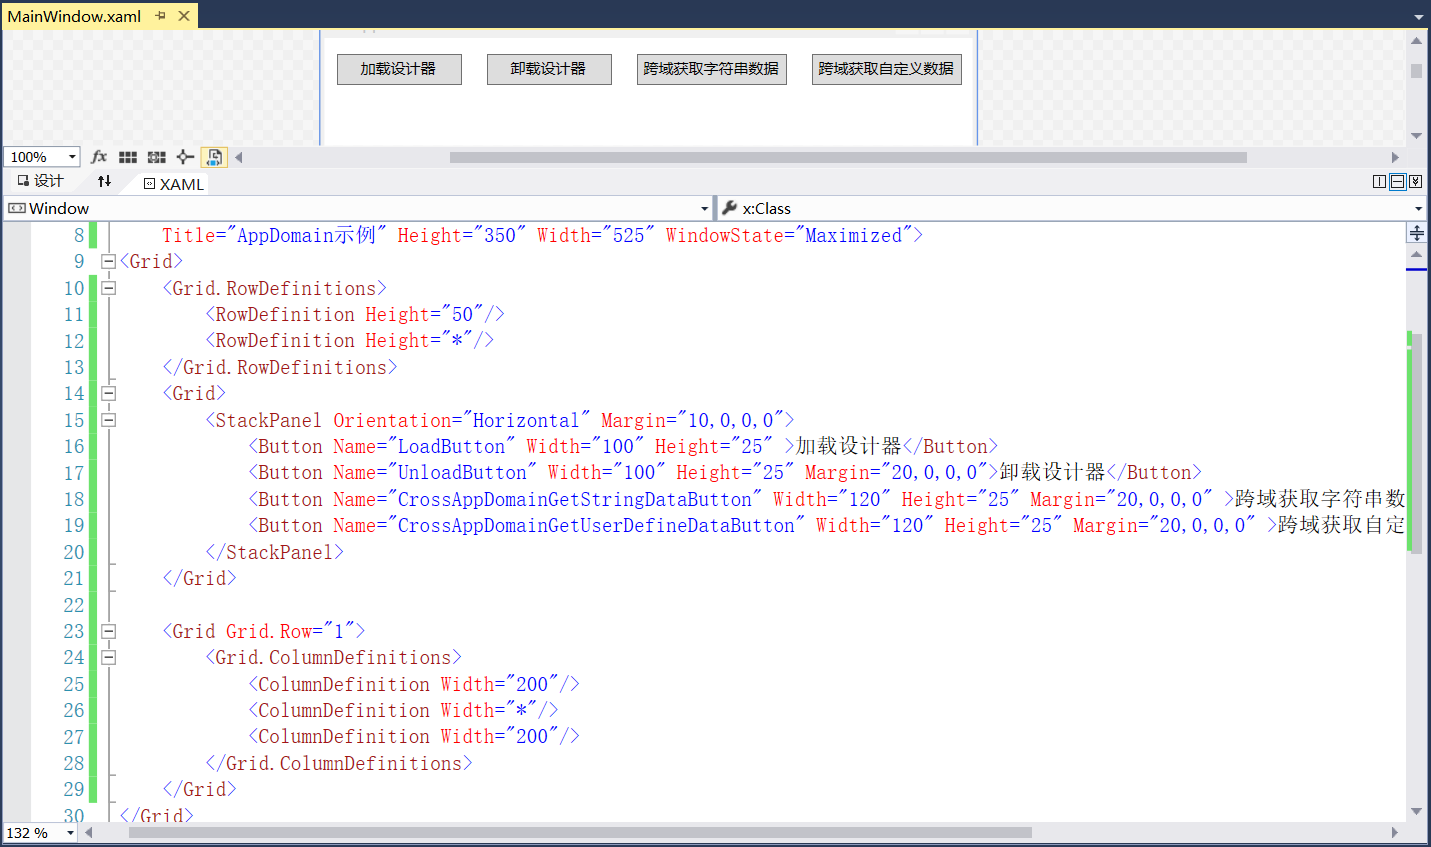 MainWindow.xaml
加载设计器 卸载设计器 跨域获取字符串数据 跨域获取自定义数据
100% fx
设计 XAML
Window x:Class
8 Title="AppDomain示例" Height="350" Width="525" WindowState="Maximized">
9 <Grid>
10 <Grid.RowDefinitions>
11 <RowDefinition Height="50"/>
12 <RowDefinition Height="*"/>
13 </Grid.RowDefinitions>
14 <Grid>
15 <StackPanel Orientation="Horizontal" Margin="10,0,0,0">
16 <Button Name="LoadButton" Width="100" Height="25" >加载设计器</Button>
17 <Button Name="UnloadButton" Width="100" Height="25" Margin="20,0,0,0">卸载设计器</Button>
18 <Button Name="CrossAppDomainGetStringDataButton" Width="120" Height="25" Margin="20,0,0,0" >跨域获取字符串数
19 <Button Name="CrossAppDomainGetUserDefineDataButton" Width="120" Height="25" Margin="20,0,0,0" >跨域获取自定
20 </StackPanel>
21 </Grid>
22
23 <Grid Grid.Row="1">
24 <Grid.ColumnDefinitions>
25 <ColumnDefinition Width="200"/>
26 <ColumnDefinition Width="*"/>
27 <ColumnDefinition Width="200"/>
28 </Grid.ColumnDefinitions>
29 </Grid>
30 </Grid>
132 %